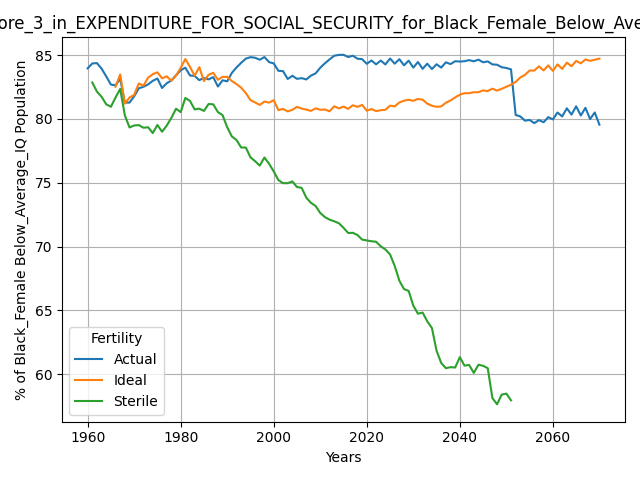 ore_3_in_EXPENDITURE_FOR_SOCIAL_SECURITY_for_Black_Female_Below_Ave
% of Black_Female Below_Average_IQ Population
85
80
75
70
65
60
Fertility
Actual
Ideal
Sterile
1960 1980 2000 2020 2040 2060
Years